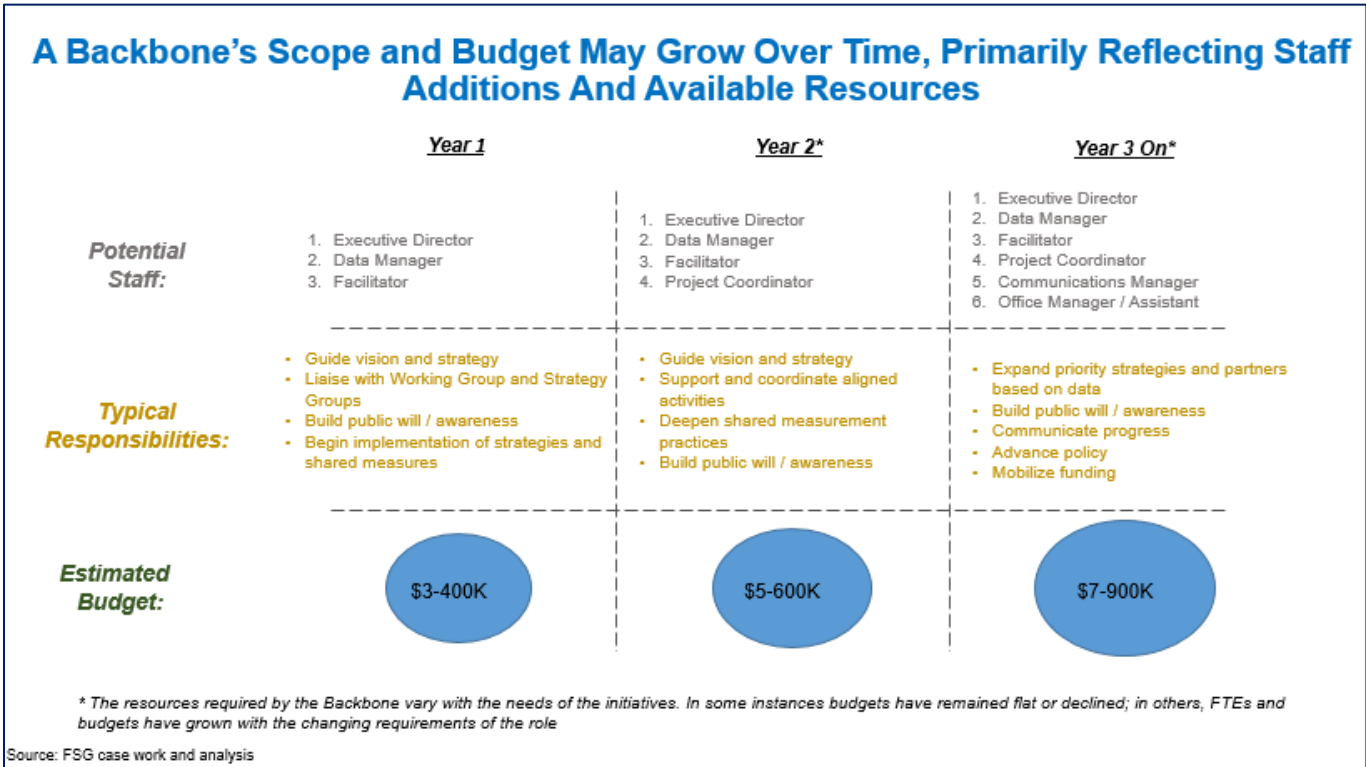 A Backbone's Scope and Budget May Grow Over Time, Primarily Reflecting Staff
Additions And Available Resources
Year 1
Year 2*
Year 3 On*
Potential
Staff:
1. Executive Director
2. Data Manager
3. Facilitator
1. Executive Director
2. Data Manager
3. Facilitator
4. Project Coordinator
1. Executive Director
2. Data Manager
3. Facilitator
4. Project Coordinator
5. Communications Manager
6. Office Manager / Assistant
Typical
Responsibilities:
• Guide vision and strategy
• Liaise with Working Group and Strategy
Groups
• Build public will / awareness
• Begin implementation of strategies and
shared measures
• Guide vision and strategy
• Support and coordinate aligned
activities
• Deepen shared measurement
practices
• Build public will / awareness
• Expand priority strategies and partners
based on data
• Build public will / awareness
• Communicate progress
• Advance policy
• Mobilize funding
Estimated
Budget:
$3-400K
$5-600K
$7-900K
* The resources required by the Backbone vary with the needs of the initiatives. In some instances budgets have remained flat or declined; in others, FTEs and
budgets have grown with the changing requirements of the role
Source: FSG case work and analysis